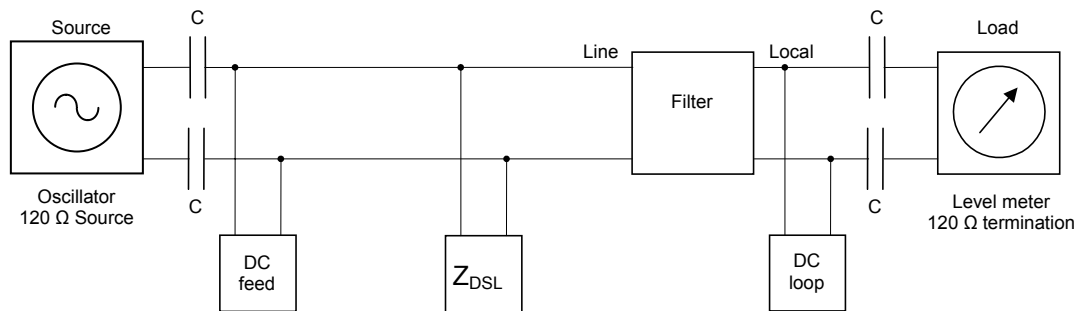 Source
C
C
Load
Line
Local
Filter
Oscillator
120 Ω Source
C
C
Level meter
120 Ω termination
DC
feed
ZDSL
DC
loop